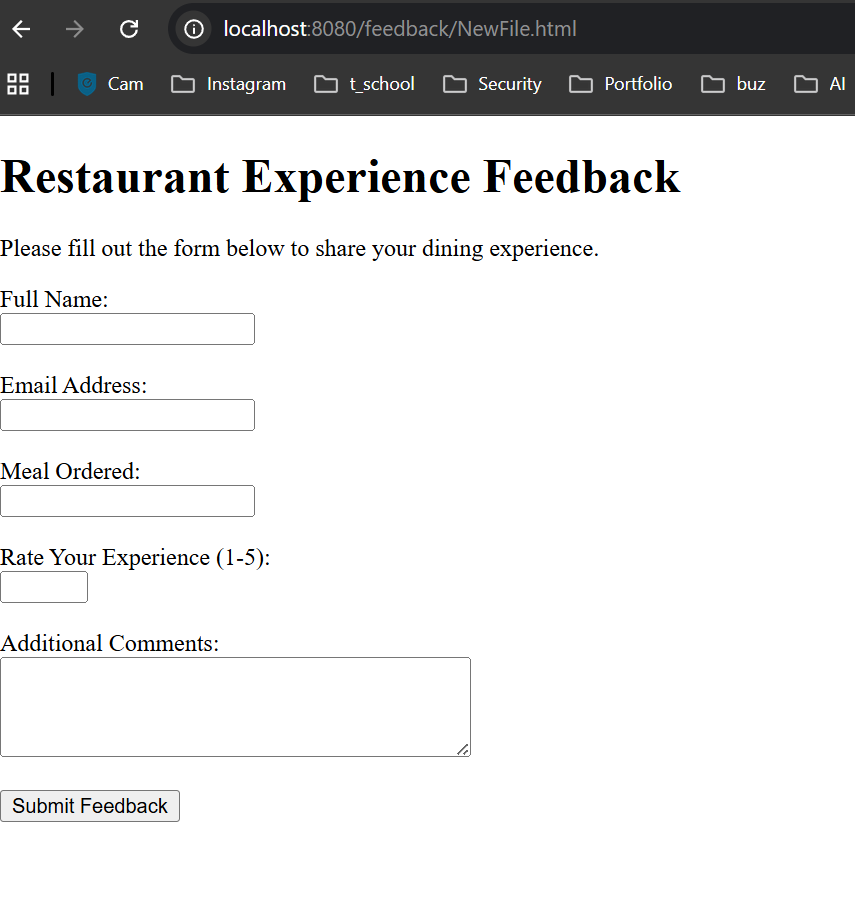 localhost:8080/feedback/NewFile.html
Cam Instagram t_school Security Portfolio buz AI
Restaurant Experience Feedback
Please fill out the form below to share your dining experience.
Full Name:
Email Address:
Meal Ordered:
Rate Your Experience (1-5):
Additional Comments:
Submit Feedback